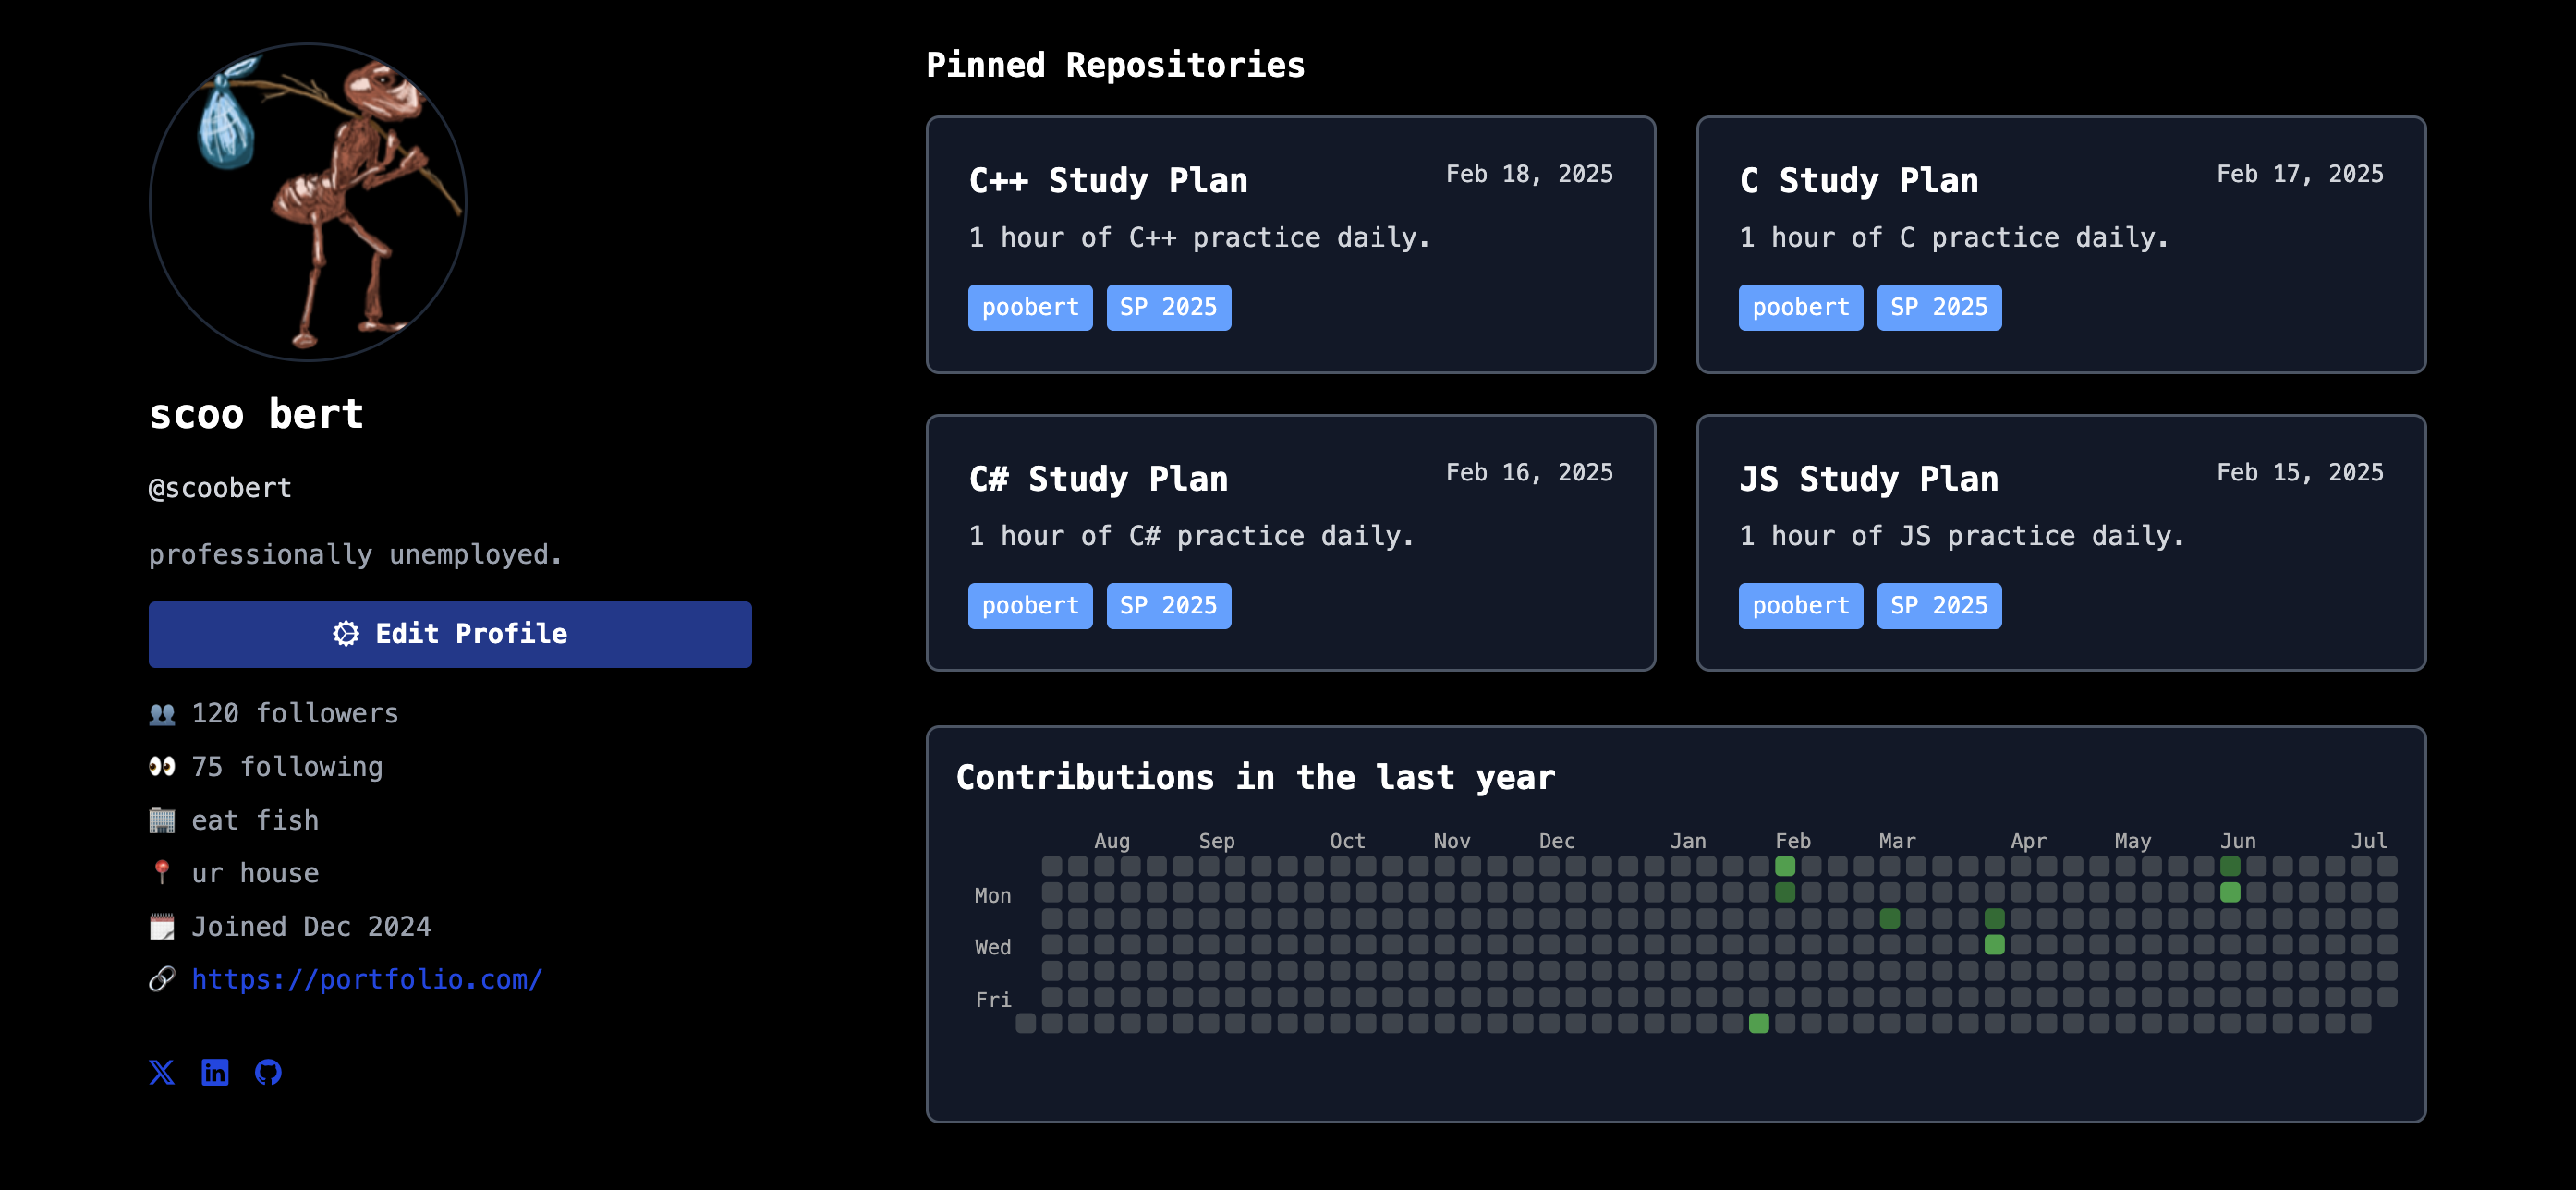 scoo bert
@scoobert
professionally unemployed.
Edit Profile
120 followers
75 following
eat fish
ur house
Joined Dec 2024
https://portfolio.com/
Pinned Repositories
C++ Study Plan Feb 18, 2025
1 hour of C++ practice daily.
poobert SP 2025
C Study Plan Feb 17, 2025
1 hour of C practice daily.
poobert SP 2025
C# Study Plan Feb 16, 2025
1 hour of C# practice daily.
poobert SP 2025
JS Study Plan Feb 15, 2025
1 hour of JS practice daily.
poobert SP 2025
Contributions in the last year
Aug Sep Oct Nov Dec Jan Feb Mar Apr May Jun Jul
Mon
Wed
Fri